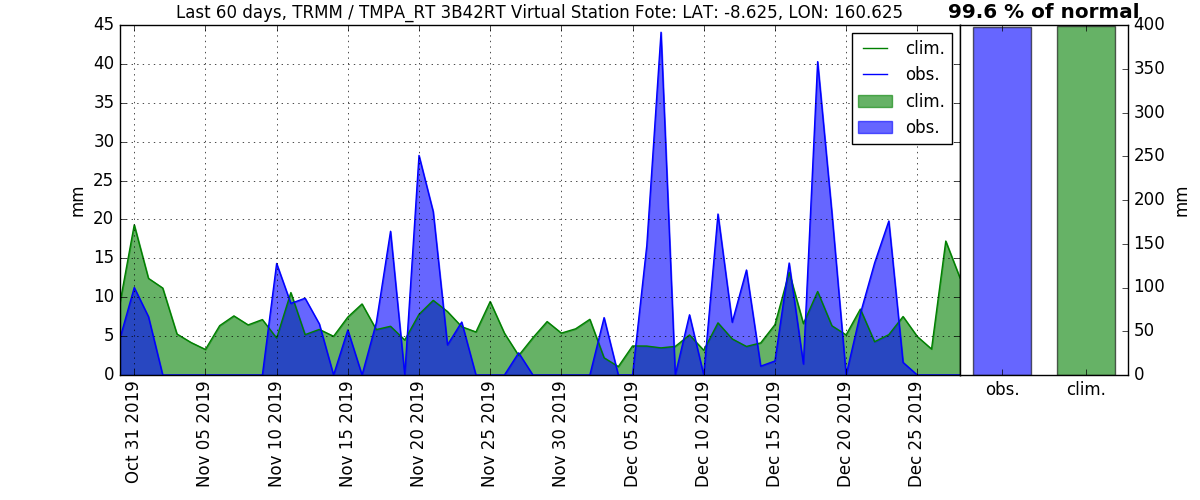 Last 60 days, TRMM / TMPA_RT 3B42RT Virtual Station Fote: LAT: -8.625, LON: 160.625
99.6 % of normal
45
40
35
30
25
20
15
10
5
0
mm
clim.
obs.
clim.
obs.
400
350
300
250
200
150
100
50
0
mm
Oct 31 2019
Nov 05 2019
Nov 10 2019
Nov 15 2019
Nov 20 2019
Nov 25 2019
Nov 30 2019
Dec 05 2019
Dec 10 2019
Dec 15 2019
Dec 20 2019
Dec 25 2019
obs.
clim.